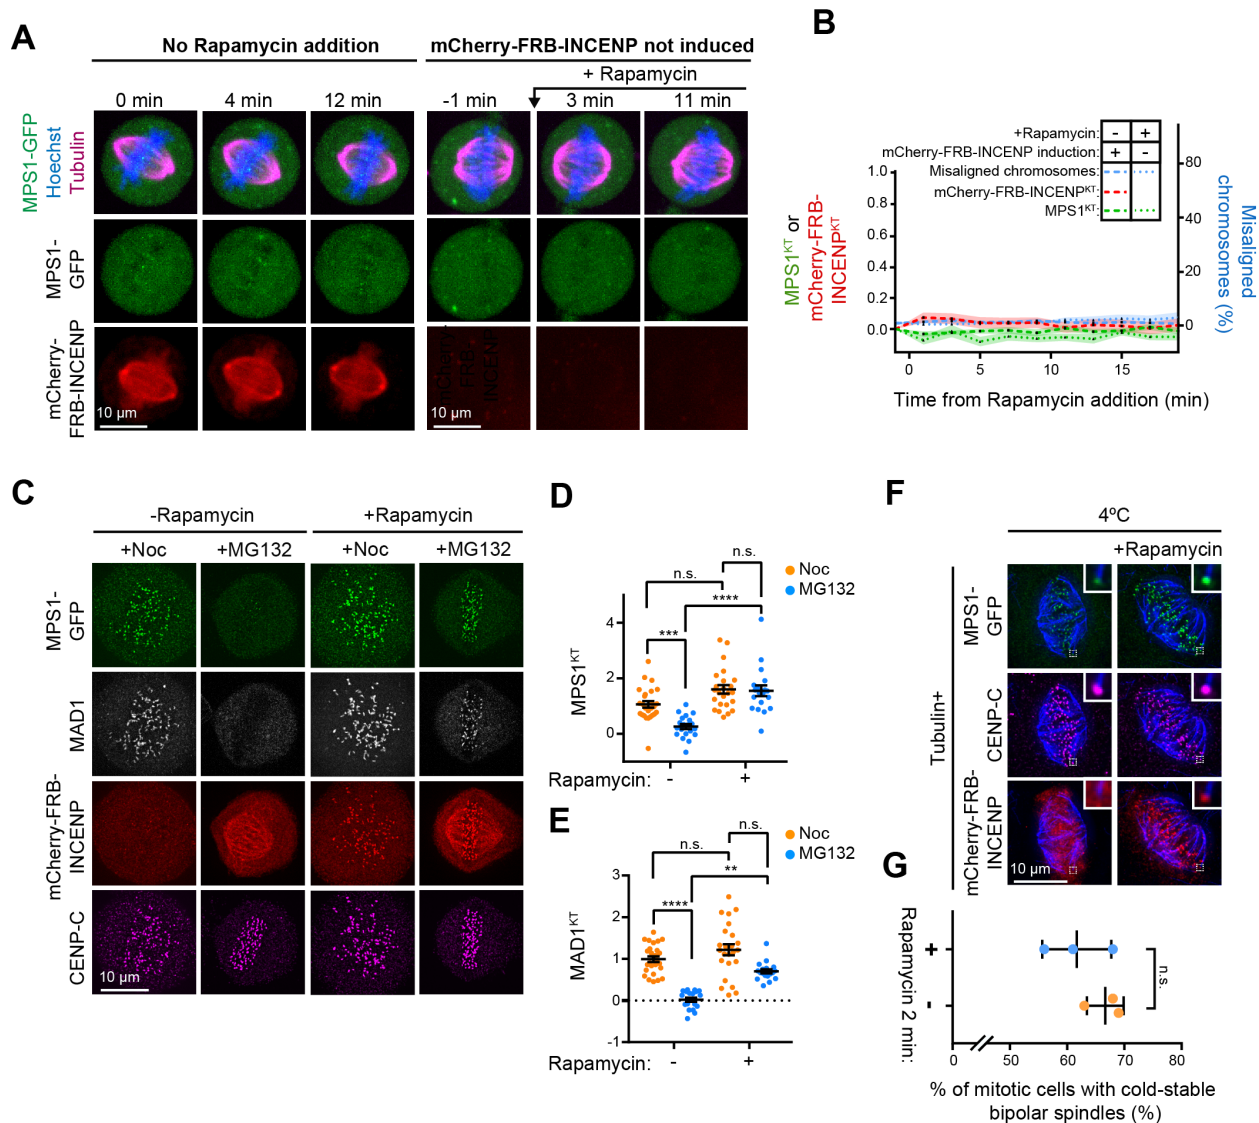 A
No Rapamycin addition
mCherry-FRB-INCENP not induced
+ Rapamycin
0 min
4 min
12 min
-1 min
3 min
11 min
MPS1-GFP
Hoechst
Tubulin
MPS1-
GFP
mCherry-
FRB-INCENP
mCherry-
FRB-
INCENP
10 µm
10 µm
B
+Rapamycin:
- +
mCherry-FRB-INCENP induction:
+ -
Misaligned chromosomes:
mCherry-FRB-INCENPKT:
MPS1KT:
MPS1KT or
mCherry-FRB-
INCENPKT
1.0
0.8
0.6
0.4
0.2
0.0
80
40
20
0
Misaligned
chromosomes (%)
0 5 10 15
Time from Rapamycin addition (min)
C
-Rapamycin
+Rapamycin
+Noc
+MG132
+Noc
+MG132
MPS1-
GFP
MAD1
mCherry-FRB-
INCENP
CENP-C
10 µm
D
n.s.
n.s.
****
***
Noc
MG132
MPS1KT
4
2
0
Rapamycin: - +
E
n.s.
n.s.
**
****
Noc
MG132
MAD1KT
3
2
1
0
-1
Rapamycin: - +
F
4ºC
+Rapamycin
Tubulin+
MPS1-
GFP
CENP-C
mCherry-FRB-
INCENP
10 µm
G
Rapamycin 2 min:
+
-
n.s.
0 50 60 70 80
% of mitotic cells with cold-stable
bipolar spindles (%)